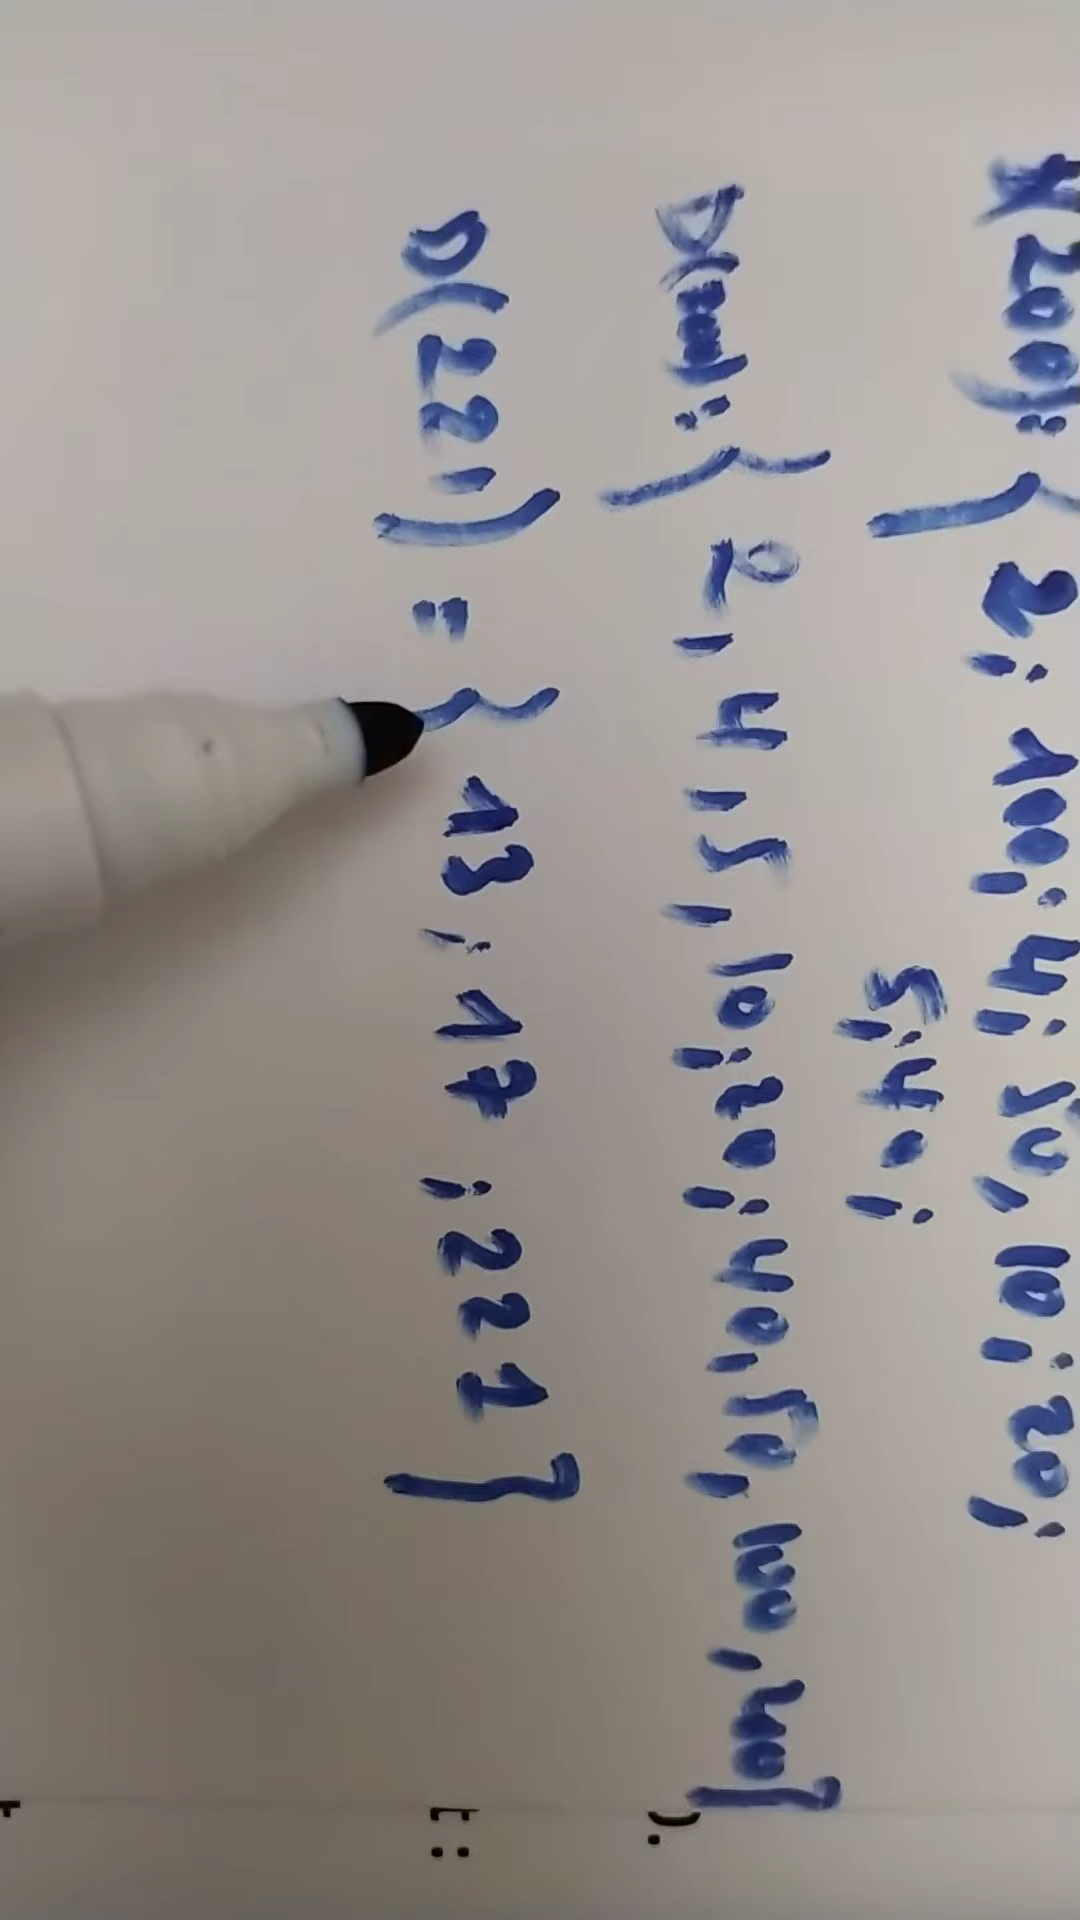 (200): { 2; 100; 4; 50, 10; 20;
5; 40;
D(200): { 2, 4, 5, 10; 20; 40, 50, 100, 200}
D(221) = { 13; 17; 221}